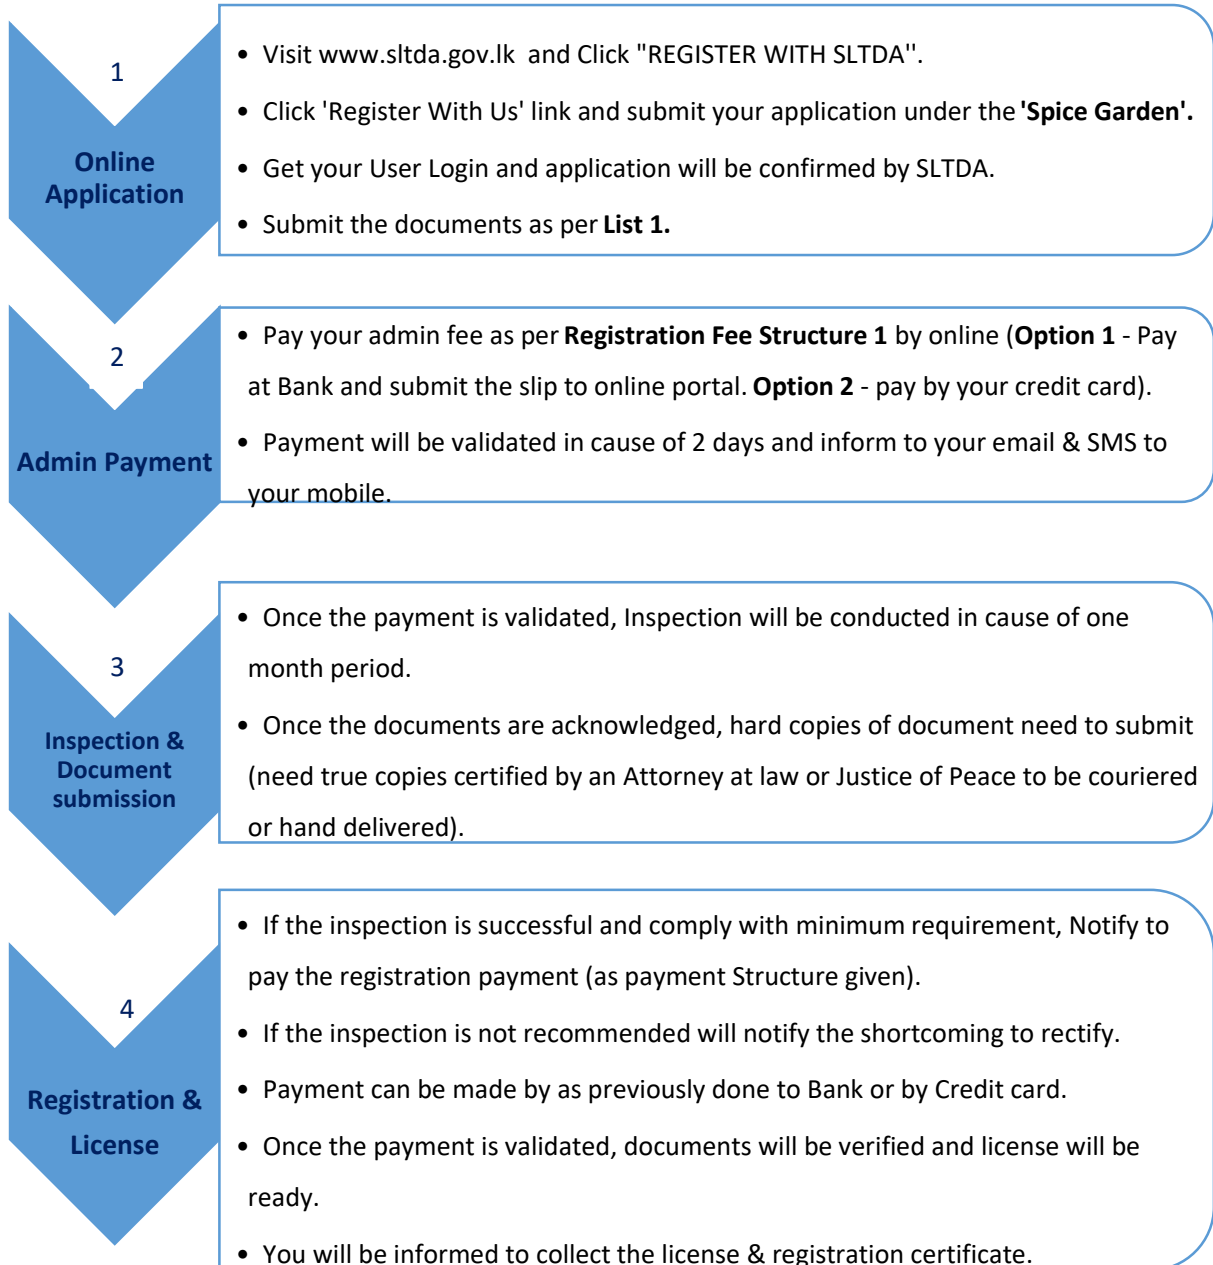 1
Online
Application
• Visit www.sltda.gov.lk and Click "REGISTER WITH SLTDA''.
• Click 'Register With Us' link and submit your application under the 'Spice Garden'.
• Get your User Login and application will be confirmed by SLTDA.
• Submit the documents as per List 1.
2
Admin Payment
• Pay your admin fee as per Registration Fee Structure 1 by online (Option 1 - Pay
at Bank and submit the slip to online portal. Option 2 - pay by your credit card).
• Payment will be validated in cause of 2 days and inform to your email & SMS to
your mobile.
3
Inspection &
Document
submission
• Once the payment is validated, Inspection will be conducted in cause of one
month period.
• Once the documents are acknowledged, hard copies of document need to submit
(need true copies certified by an Attorney at law or Justice of Peace to be couriered
or hand delivered).
4
Registration &
License
• If the inspection is successful and comply with minimum requirement, Notify to
pay the registration payment (as payment Structure given).
• If the inspection is not recommended will notify the shortcoming to rectify.
• Payment can be made by as previously done to Bank or by Credit card.
• Once the payment is validated, documents will be verified and license will be
ready.
• You will be informed to collect the license & registration certificate.